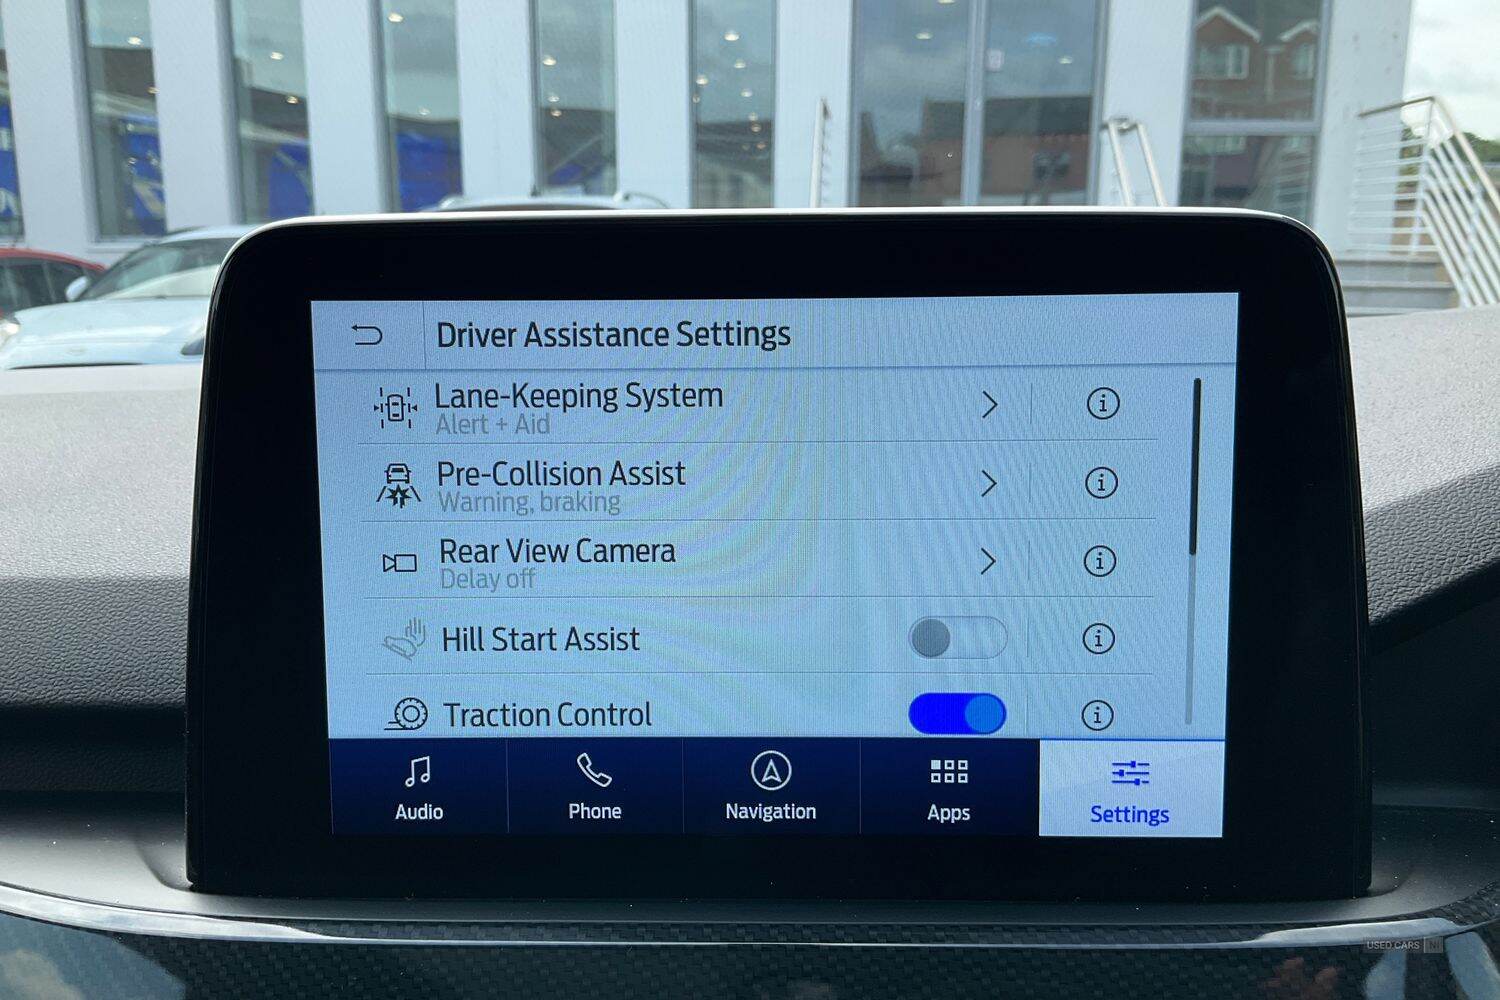 Driver Assistance Settings
Lane-Keeping System
Alert + Aid
Pre-Collision Assist
Warning, braking
Rear View Camera
Delay off
Hill Start Assist
Traction Control
Audio
Phone
Navigation
Apps
Settings
USED CARS NI